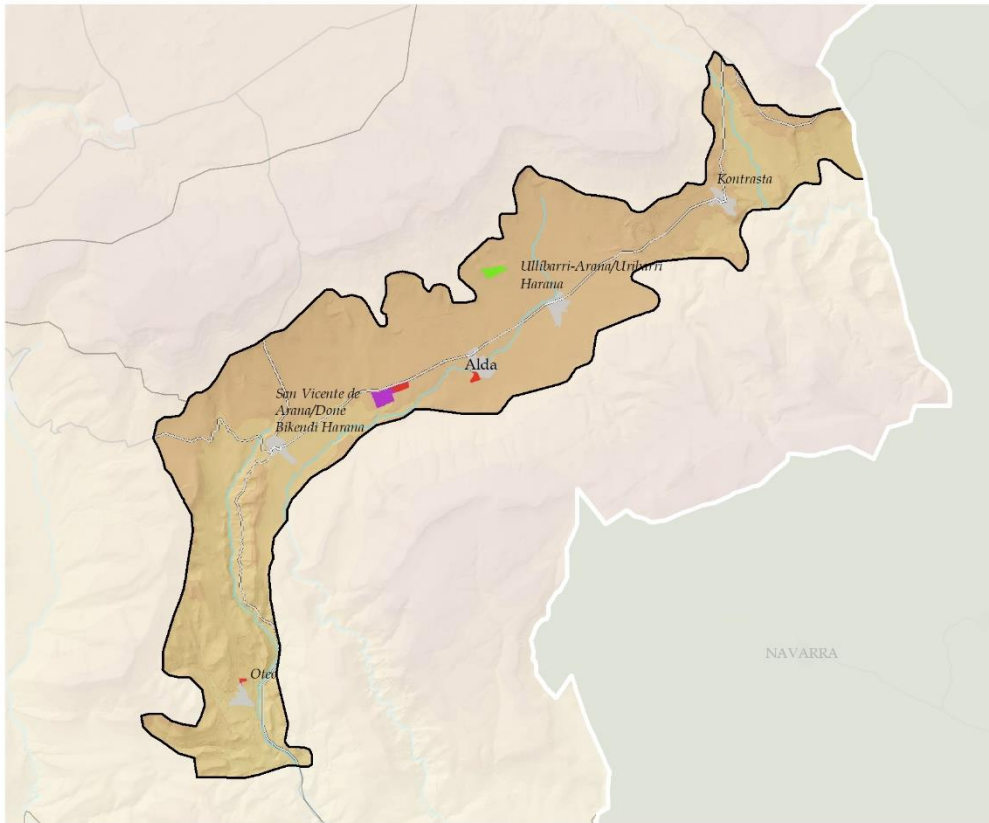 Kontrasta
Ullibarri-Arana/Uribarri
Harana
Alda
San Vicente de
Arana/Done
Bikendi Harana
NAVARRA
Oteo